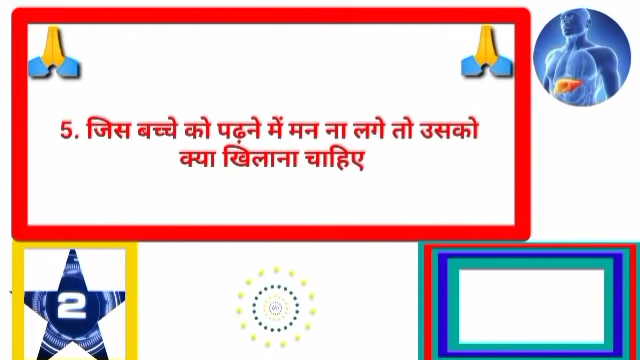 5. जिस बच्चे को पढ़ने में मन ना लगे तो उसको
क्या खिलाना चाहिए
2